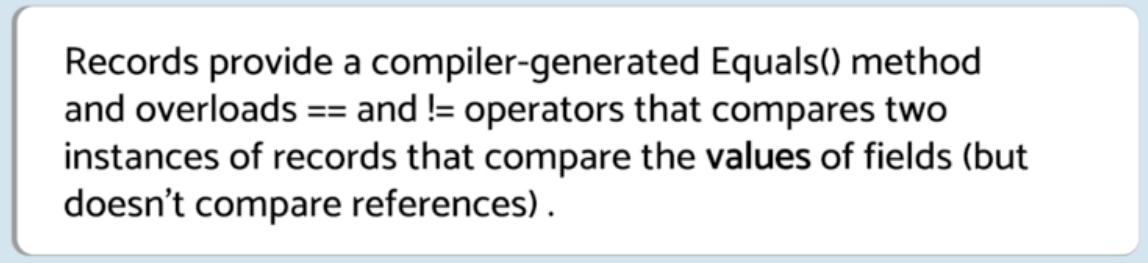 Records provide a compiler-generated Equals() method
and overloads == and != operators that compares two
instances of records that compare the values of fields (but
doesn't compare references) .